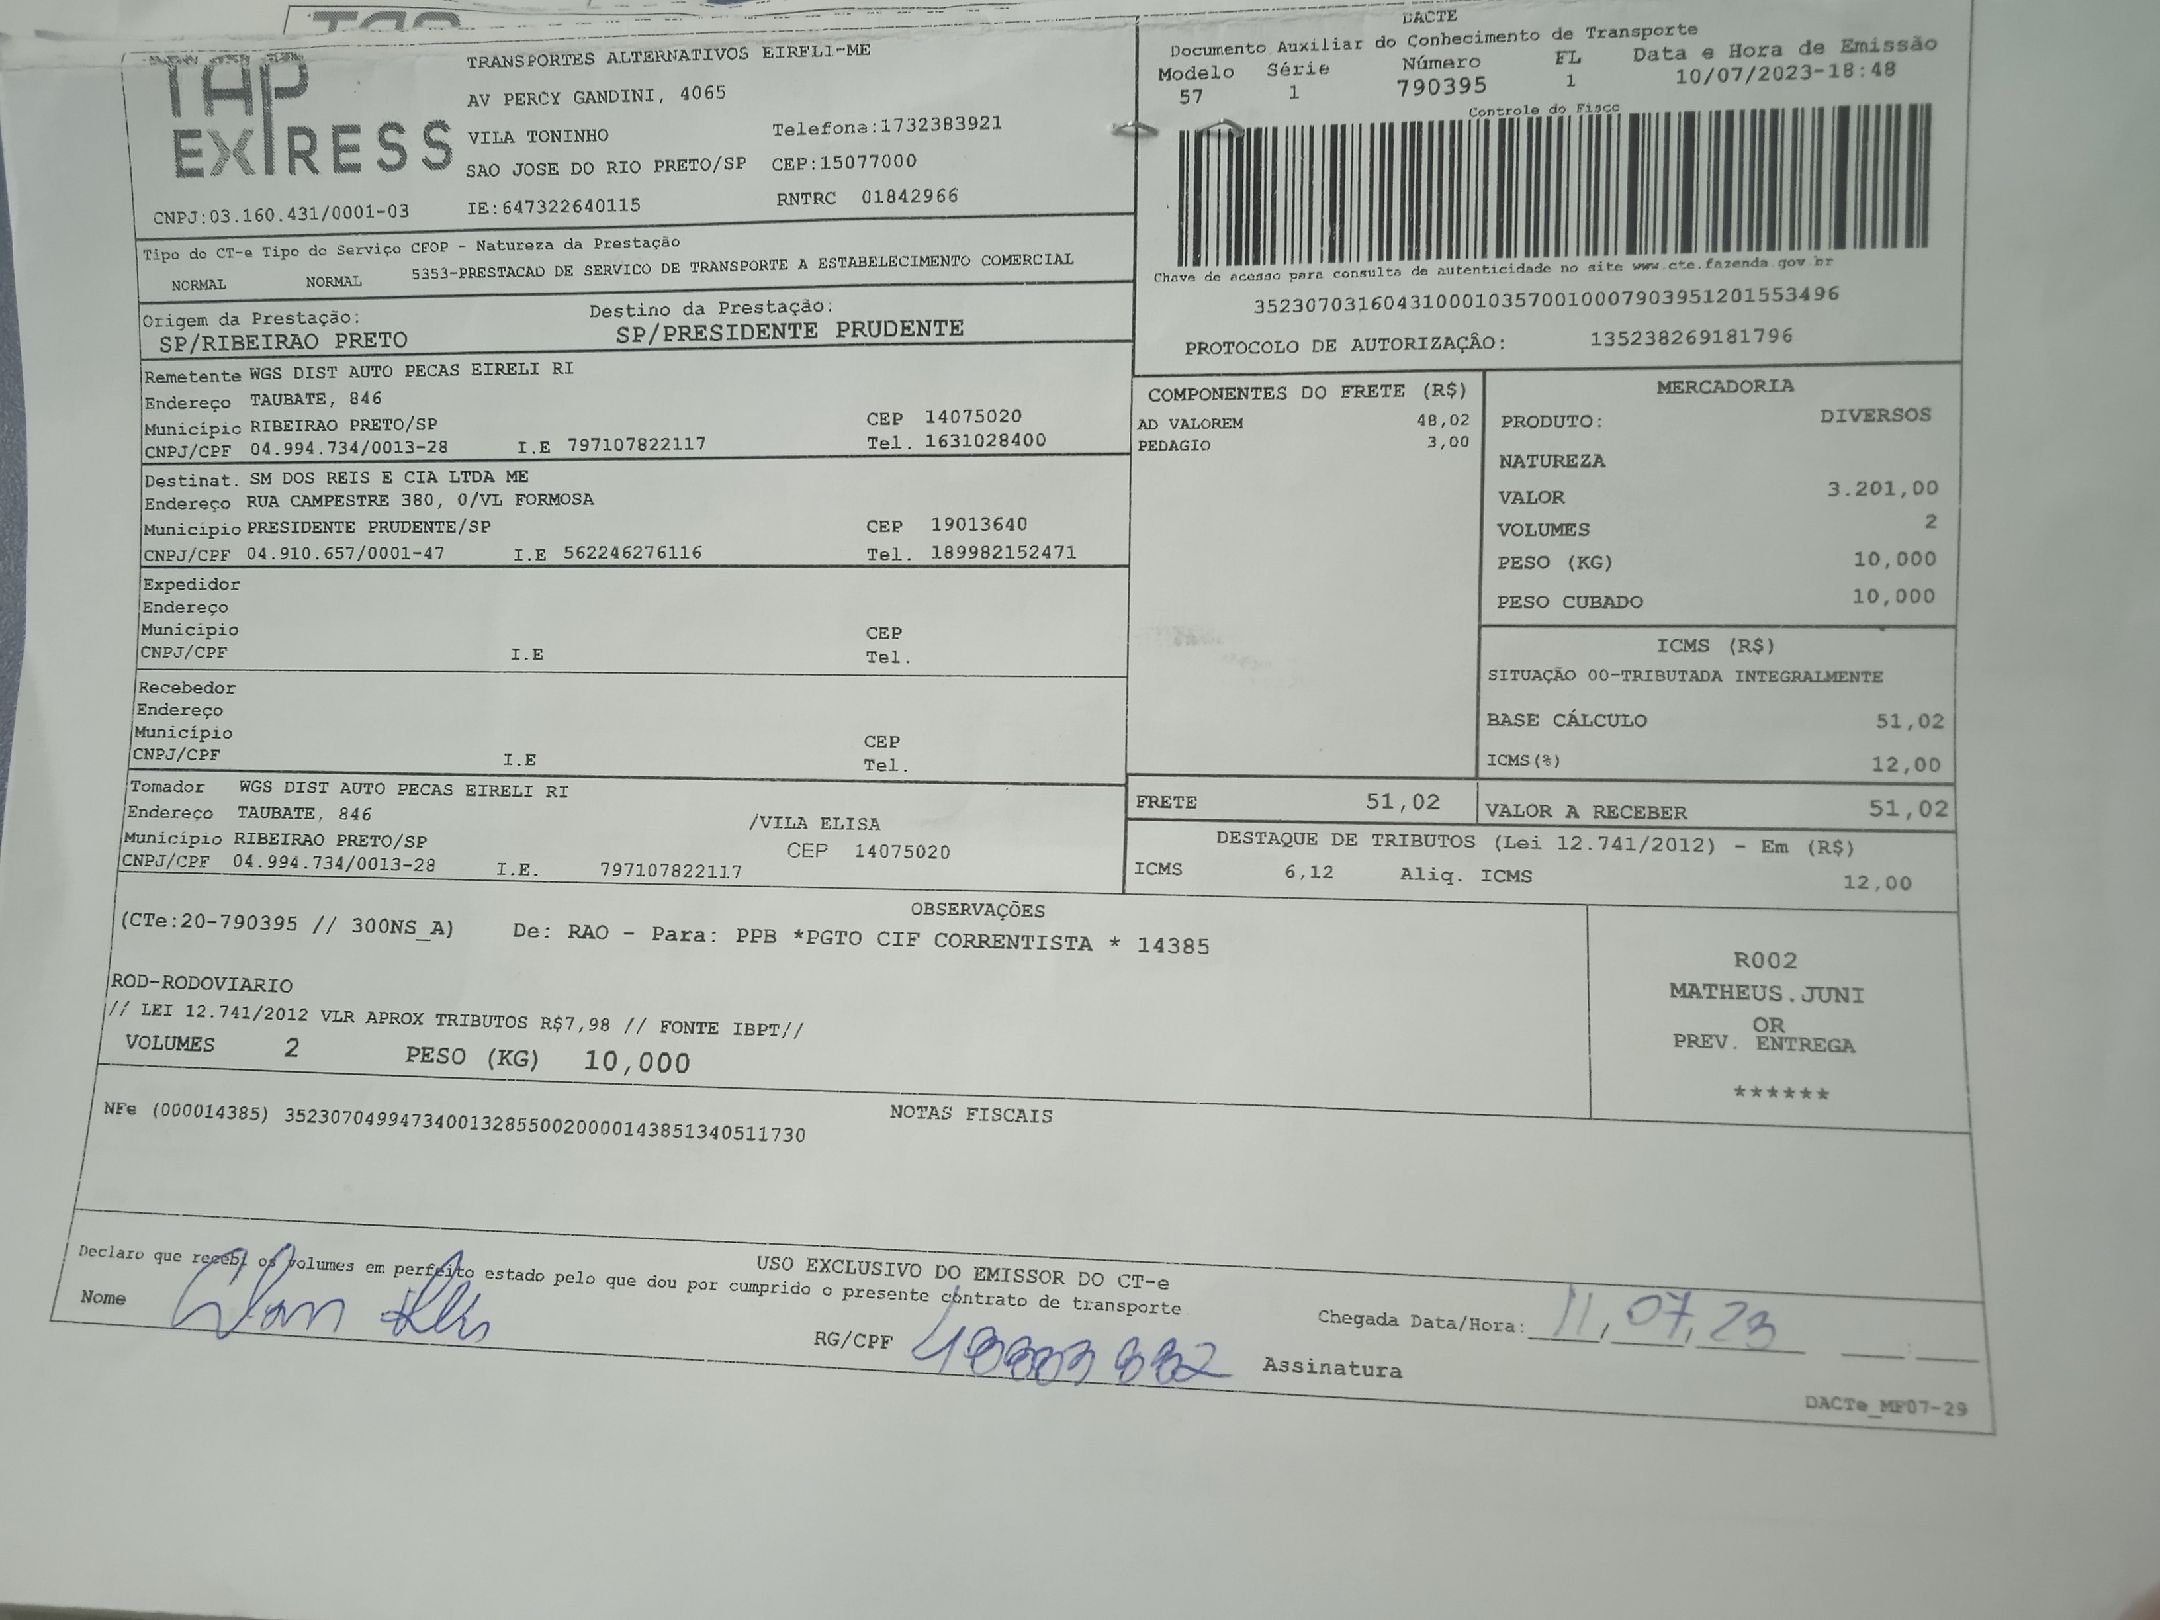 TAP
EXPRESS
CNPJ:03.160.431/0001-03
TRANSPORTES ALTERNATIVOS EIRELI-ME
AV PERCY GANDINI, 4065
VILA TONINHO Telefona:1732383921
SAO JOSE DO RIO PRETO/SP CEP:15077000
IE:647322640115 RNTRC 01842966
DACTE
Documento Auxiliar do Conhecimento de Transporte
Modelo Série Número FL Data e Hora de Emissão
57 1 790395 1 10/07/2023-18:48
Controle do Fisco
Chave de acesso para consulta de autenticidade no site www.cte.fazenda.gov.br
35230703160431000103570010007903951201553496
PROTOCOLO DE AUTORIZAÇÃO: 135238269181796
Tipo do CT-e Tipo do Serviço CFOP - Natureza da Prestação
NORMAL NORMAL 5353-PRESTACAO DE SERVICO DE TRANSPORTE A ESTABELECIMENTO COMERCIAL
Origem da Prestação: Destino da Prestação:
SP/RIBEIRAO PRETO SP/PRESIDENTE PRUDENTE
Remetente WGS DIST AUTO PECAS EIRELI RI
Endereço TAUBATE, 846
Município RIBEIRAO PRETO/SP CEP 14075020
CNPJ/CPF 04.994.734/0013-28 I.E 797107822117 Tel. 1631028400
Destinat. SM DOS REIS E CIA LTDA ME
Endereço RUA CAMPESTRE 380, 0/VL FORMOSA
Município PRESIDENTE PRUDENTE/SP CEP 19013640
CNPJ/CPF 04.910.657/0001-47 I.E 562246276116 Tel. 189982152471
Expedidor
Endereço
Município CEP
CNPJ/CPF I.E Tel.
Recebedor
Endereço
Município CEP
CNPJ/CPF I.E Tel.
Tomador WGS DIST AUTO PECAS EIRELI RI
Endereço TAUBATE, 846 /VILA ELISA
Município RIBEIRAO PRETO/SP CEP 14075020
CNPJ/CPF 04.994.734/0013-28 I.E. 797107822117
COMPONENTES DO FRETE (R$)
AD VALOREM 48,02
PEDAGIO 3,00
MERCADORIA
PRODUTO: DIVERSOS
NATUREZA
VALOR 3.201,00
VOLUMES 2
PESO (KG) 10,000
PESO CUBADO 10,000
ICMS (R$)
SITUAÇÃO 00-TRIBUTADA INTEGRALMENTE
BASE CÁLCULO 51,02
ICMS(%) 12,00
FRETE 51,02 VALOR A RECEBER 51,02
DESTAQUE DE TRIBUTOS (Lei 12.741/2012) - Em (R$)
ICMS 6,12 Aliq. ICMS 12,00
OBSERVAÇÕES
(CTe:20-790395 // 300NS_A) De: RAO - Para: PPB *PGTO CIF CORRENTISTA * 14385
ROD-RODOVIARIO
// LEI 12.741/2012 VLR APROX TRIBUTOS R$7,98 // FONTE IBPT//
VOLUMES 2 PESO (KG) 10,000
R002
MATHEUS.JUNI
OR
PREV. ENTREGA
******
NOTAS FISCAIS
NFe (000014385) 35230704994734001328550020000143851340511730
USO EXCLUSIVO DO EMISSOR DO CT-e
Declaro que recebi os volumes em perfeito estado pelo que dou por cumprido o presente contrato de transporte
Nome RG/CPF Assinatura
Chegada Data/Hora: 11, 07, 23 :
DACTe_MF07-29